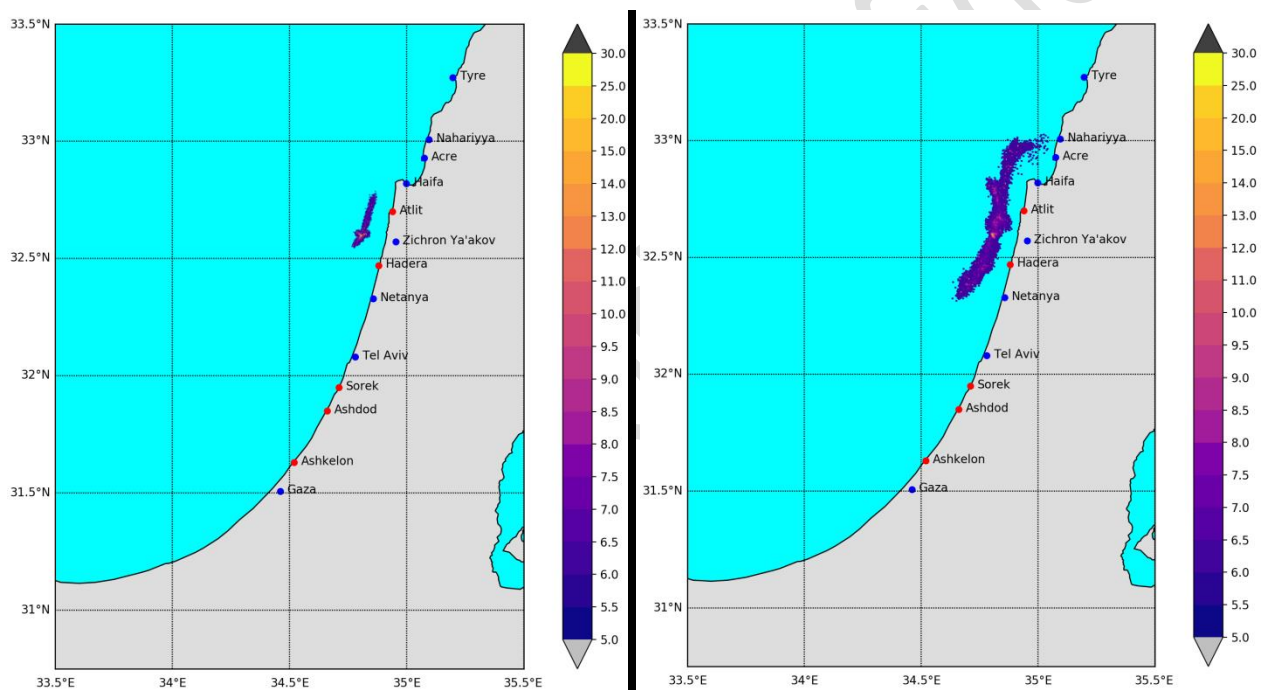 33.5°N
33°N
32.5°N
32°N
31.5°N
31°N
33.5°E
34°E
34.5°E
35°E
35.5°E
Tyre
Nahariyya
Acre
Haifa
Atlit
Zichron Ya'akov
Hadera
Netanya
Tel Aviv
Sorek
Ashdod
Ashkelon
Gaza
30.0
25.0
20.0
15.0
14.0
13.0
12.0
11.0
10.0
9.5
9.0
8.5
8.0
7.5
7.0
6.5
6.0
5.5
5.0
33.5°N
33°N
32.5°N
32°N
31.5°N
31°N
33.5°E
34°E
34.5°E
35°E
35.5°E
Tyre
Nahariyya
Acre
Haifa
Atlit
Zichron Ya'akov
Hadera
Netanya
Tel Aviv
Sorek
Ashdod
Ashkelon
Gaza
30.0
25.0
20.0
15.0
14.0
13.0
12.0
11.0
10.0
9.5
9.0
8.5
8.0
7.5
7.0
6.5
6.0
5.5
5.0